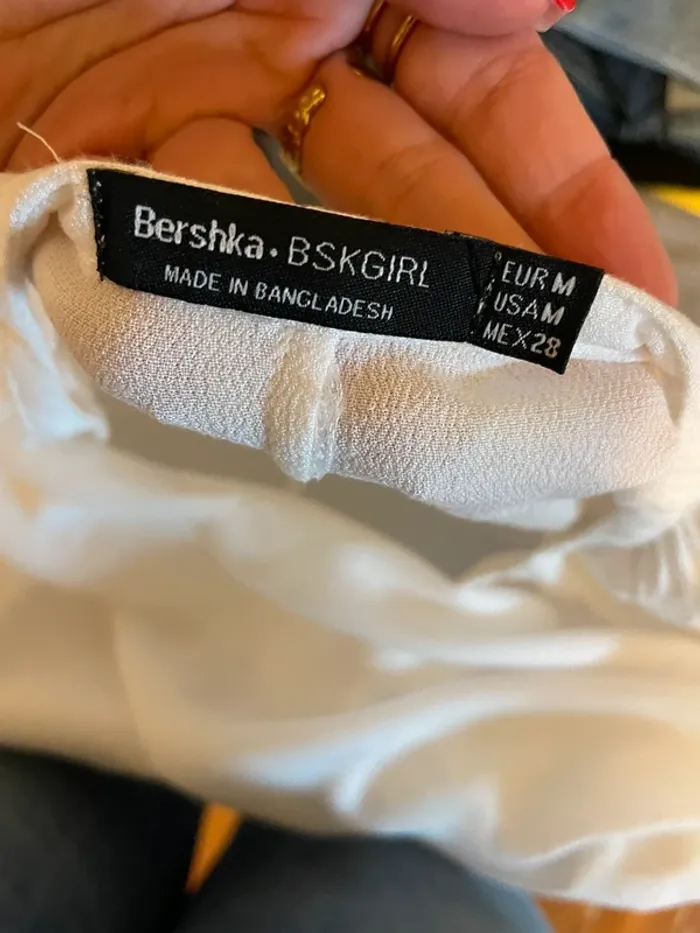 Bershka • BSKGIRL
MADE IN BANGLADESH
EUR M
USA M
MEX 28